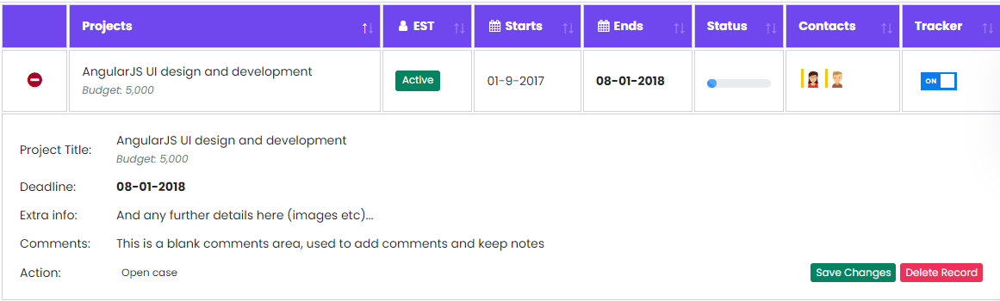 Projects EST Starts Ends Status Contacts Tracker
AngularJS UI design and development
Budget: 5,000
Active 01-9-2017 08-01-2018 ON
Project Title: AngularJS UI design and development
Budget: 5,000
Deadline: 08-01-2018
Extra info: And any further details here (images etc)...
Comments: This is a blank comments area, used to add comments and keep notes
Action: Open case Save Changes Delete Record